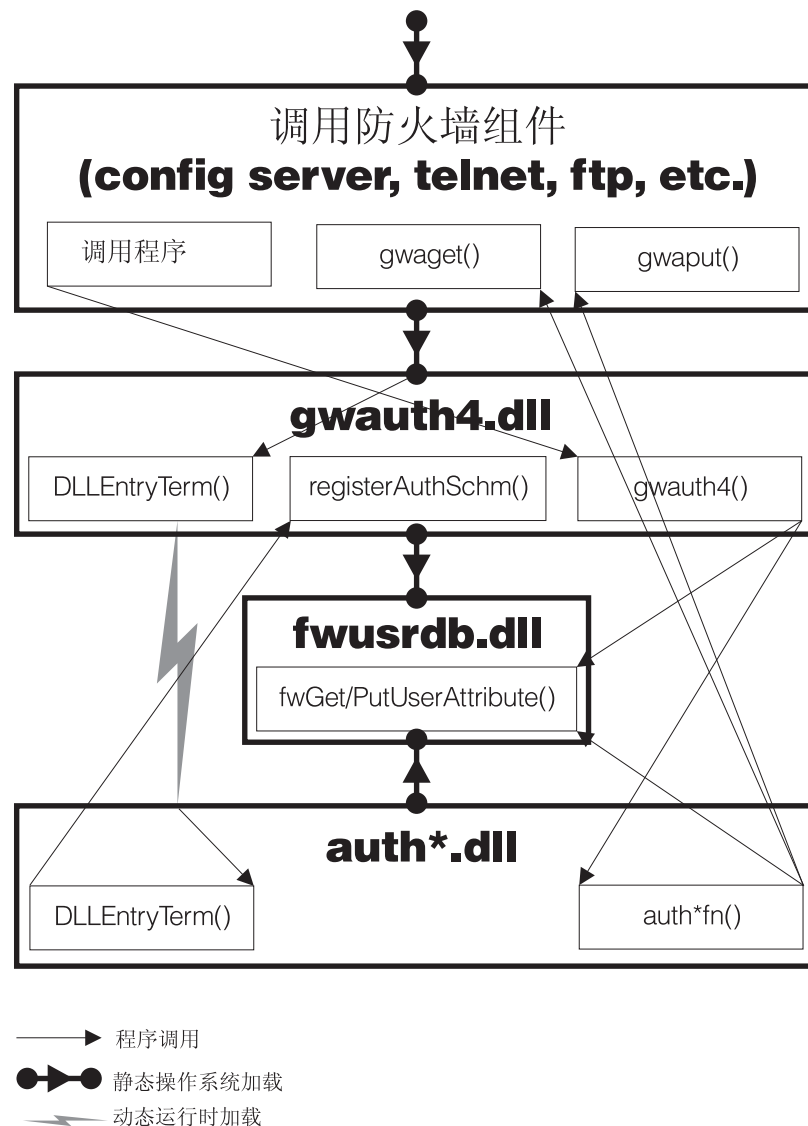 调用防火墙组件
(config server, telnet, ftp, etc.)
调用程序
gwaget()
gwaput()
gwauth4.dll
DLLEntryTerm()
registerAuthSchm()
gwauth4()
fwusrdb.dll
fwGet/PutUserAttribute()
auth*.dll
DLLEntryTerm()
auth*fn()
程序调用
静态操作系统加载
动态运行时加载